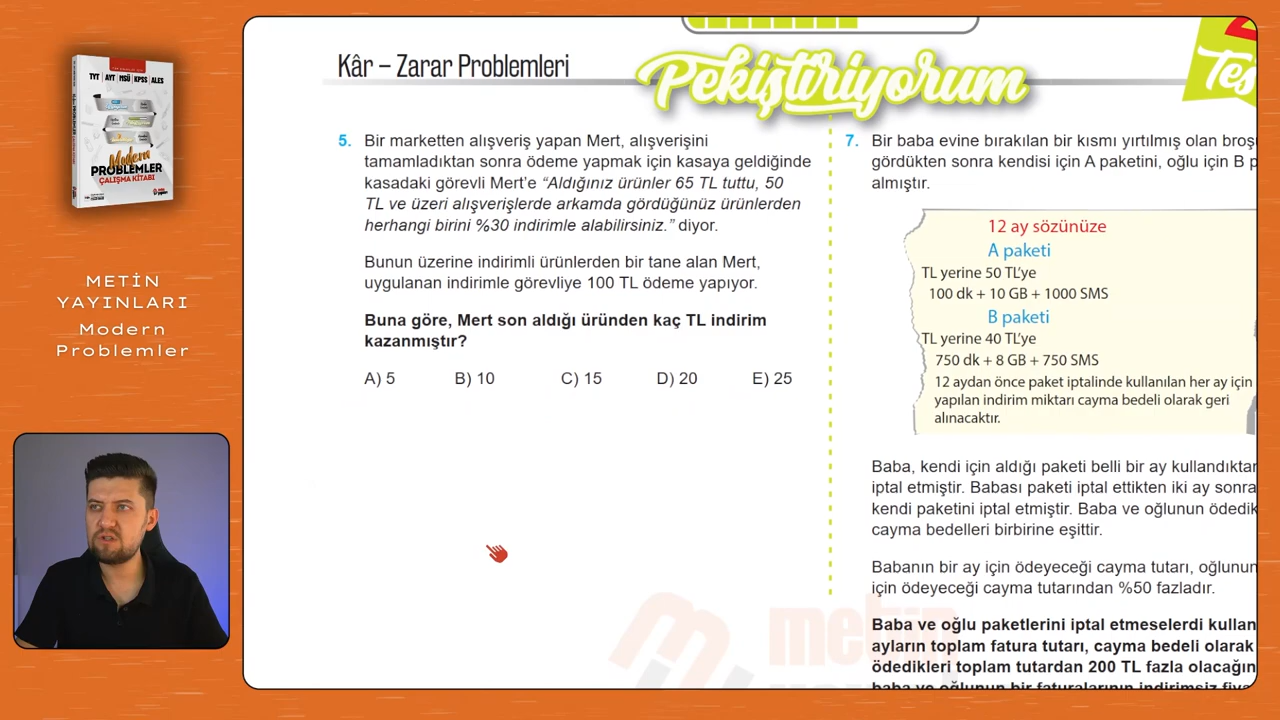 TYT AYT MSÜ KPSS ALES
Modern
PROBLEMLER
ÇALIŞMA KİTABI
METİN
YAYINLARI
Modern
Problemler
Kâr – Zarar Problemleri
Pekiştiriyorum
Tes
5. Bir marketten alışveriş yapan Mert, alışverişini
tamamladıktan sonra ödeme yapmak için kasaya geldiğinde
kasadaki görevli Mert’e “Aldığınız ürünler 65 TL tuttu, 50
TL ve üzeri alışverişlerde arkamda gördüğünüz ürünlerden
herhangi birini %30 indirimle alabilirsiniz.” diyor.
Bunun üzerine indirimli ürünlerden bir tane alan Mert,
uygulanan indirimle görevliye 100 TL ödeme yapıyor.
Buna göre, Mert son aldığı üründen kaç TL indirim
kazanmıştır?
A) 5 B) 10 C) 15 D) 20 E) 25
7. Bir baba evine bırakılan bir kısmı yırtılmış olan broş
gördükten sonra kendisi için A paketini, oğlu için B p
almıştır.
12 ay sözünüze
A paketi
TL yerine 50 TL’ye
100 dk + 10 GB + 1000 SMS
B paketi
TL yerine 40 TL’ye
750 dk + 8 GB + 750 SMS
12 aydan önce paket iptalinde kullanılan her ay için
yapılan indirim miktarı cayma bedeli olarak geri
alınacaktır.
Baba, kendi için aldığı paketi belli bir ay kullandıktan
iptal etmiştir. Babası paketi iptal ettikten iki ay sonra
kendi paketini iptal etmiştir. Baba ve oğlunun ödedik
cayma bedelleri birbirine eşittir.
Babanın bir ay için ödeyeceği cayma tutarı, oğlunun
için ödeyeceği cayma tutarından %50 fazladır.
Baba ve oğlu paketlerini iptal etmeselerdi kullan
ayların toplam fatura tutarı, cayma bedeli olarak
ödedikleri toplam tutardan 200 TL fazla olacağın
baba ve oğlunun bir faturalarının indirimsiz fiya
metin